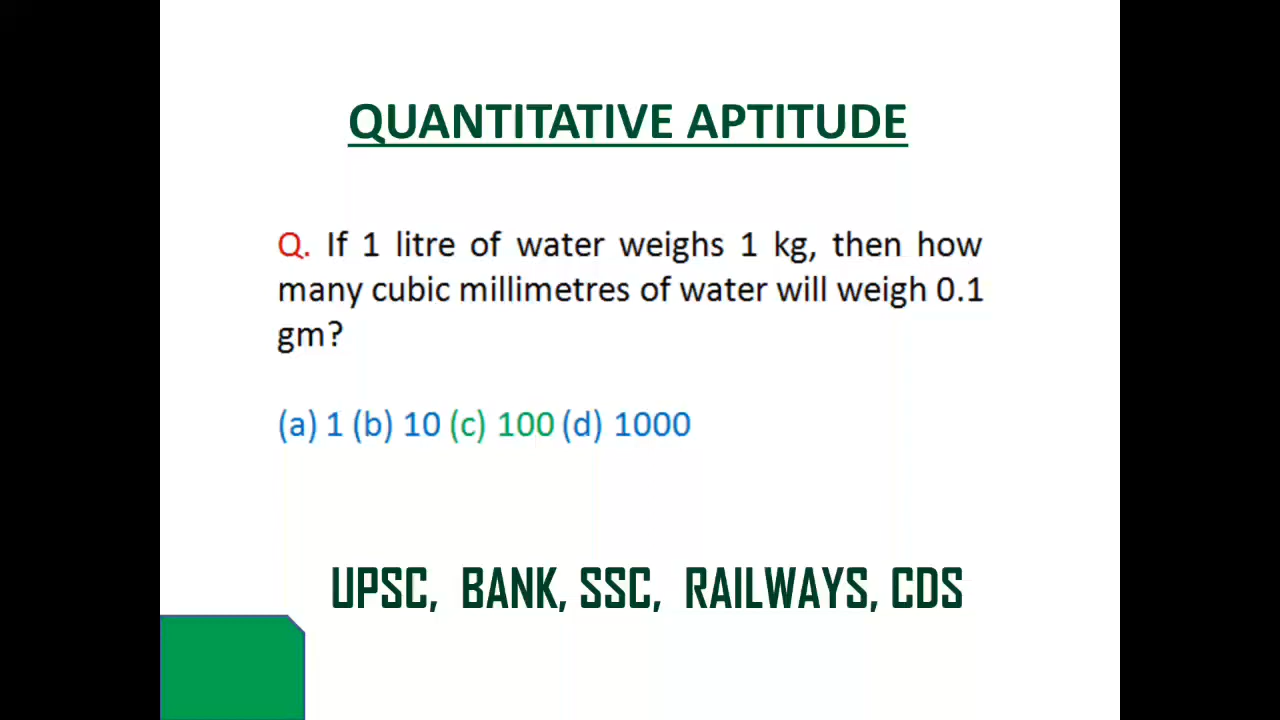 QUANTITATIVE APTITUDE
Q. If 1 litre of water weighs 1 kg, then how
many cubic millimetres of water will weigh 0.1
gm?
(a) 1 (b) 10 (c) 100 (d) 1000
UPSC, BANK, SSC, RAILWAYS, CDS